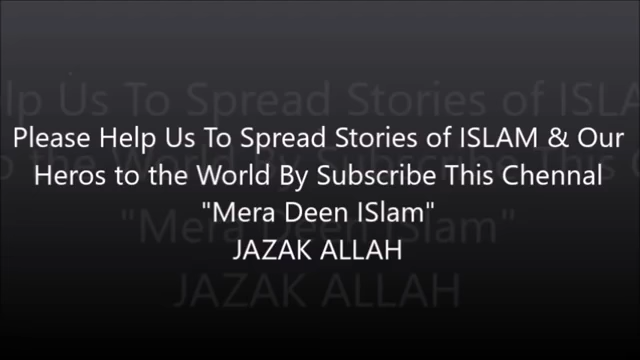 Please Help Us To Spread Stories of ISLAM & Our
Heros to the World By Subscribe This Chennal
"Mera Deen ISlam"
JAZAK ALLAH